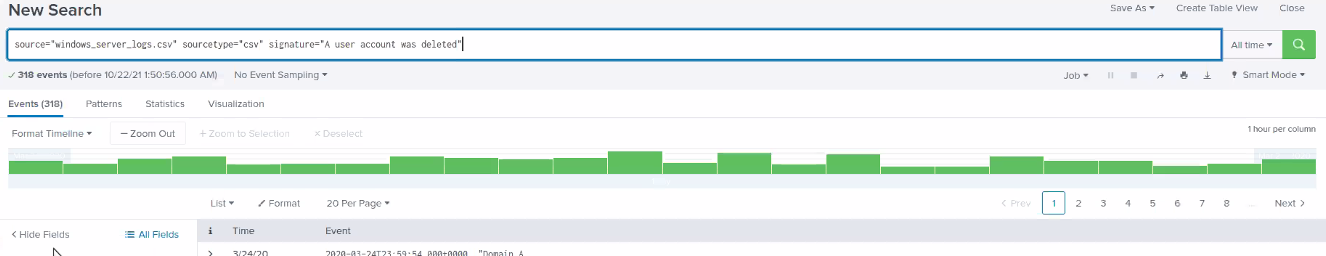 New Search
Save As Create Table View Close
source="windows_server_logs.csv" sourcetype="csv" signature="A user account was deleted"
All time
✓ 318 events (before 10/22/21 1:50:56.000 AM) No Event Sampling
Job Smart Mode
Events (318) Patterns Statistics Visualization
Format Timeline — Zoom Out + Zoom to Selection × Deselect
1 hour per column
List Format 20 Per Page
< Prev 1 2 3 4 5 6 7 8 ... Next >
< Hide Fields All Fields
i Time Event
> 3/24/20 2020-03-24T23:59:54.000+0000, "Domain_A